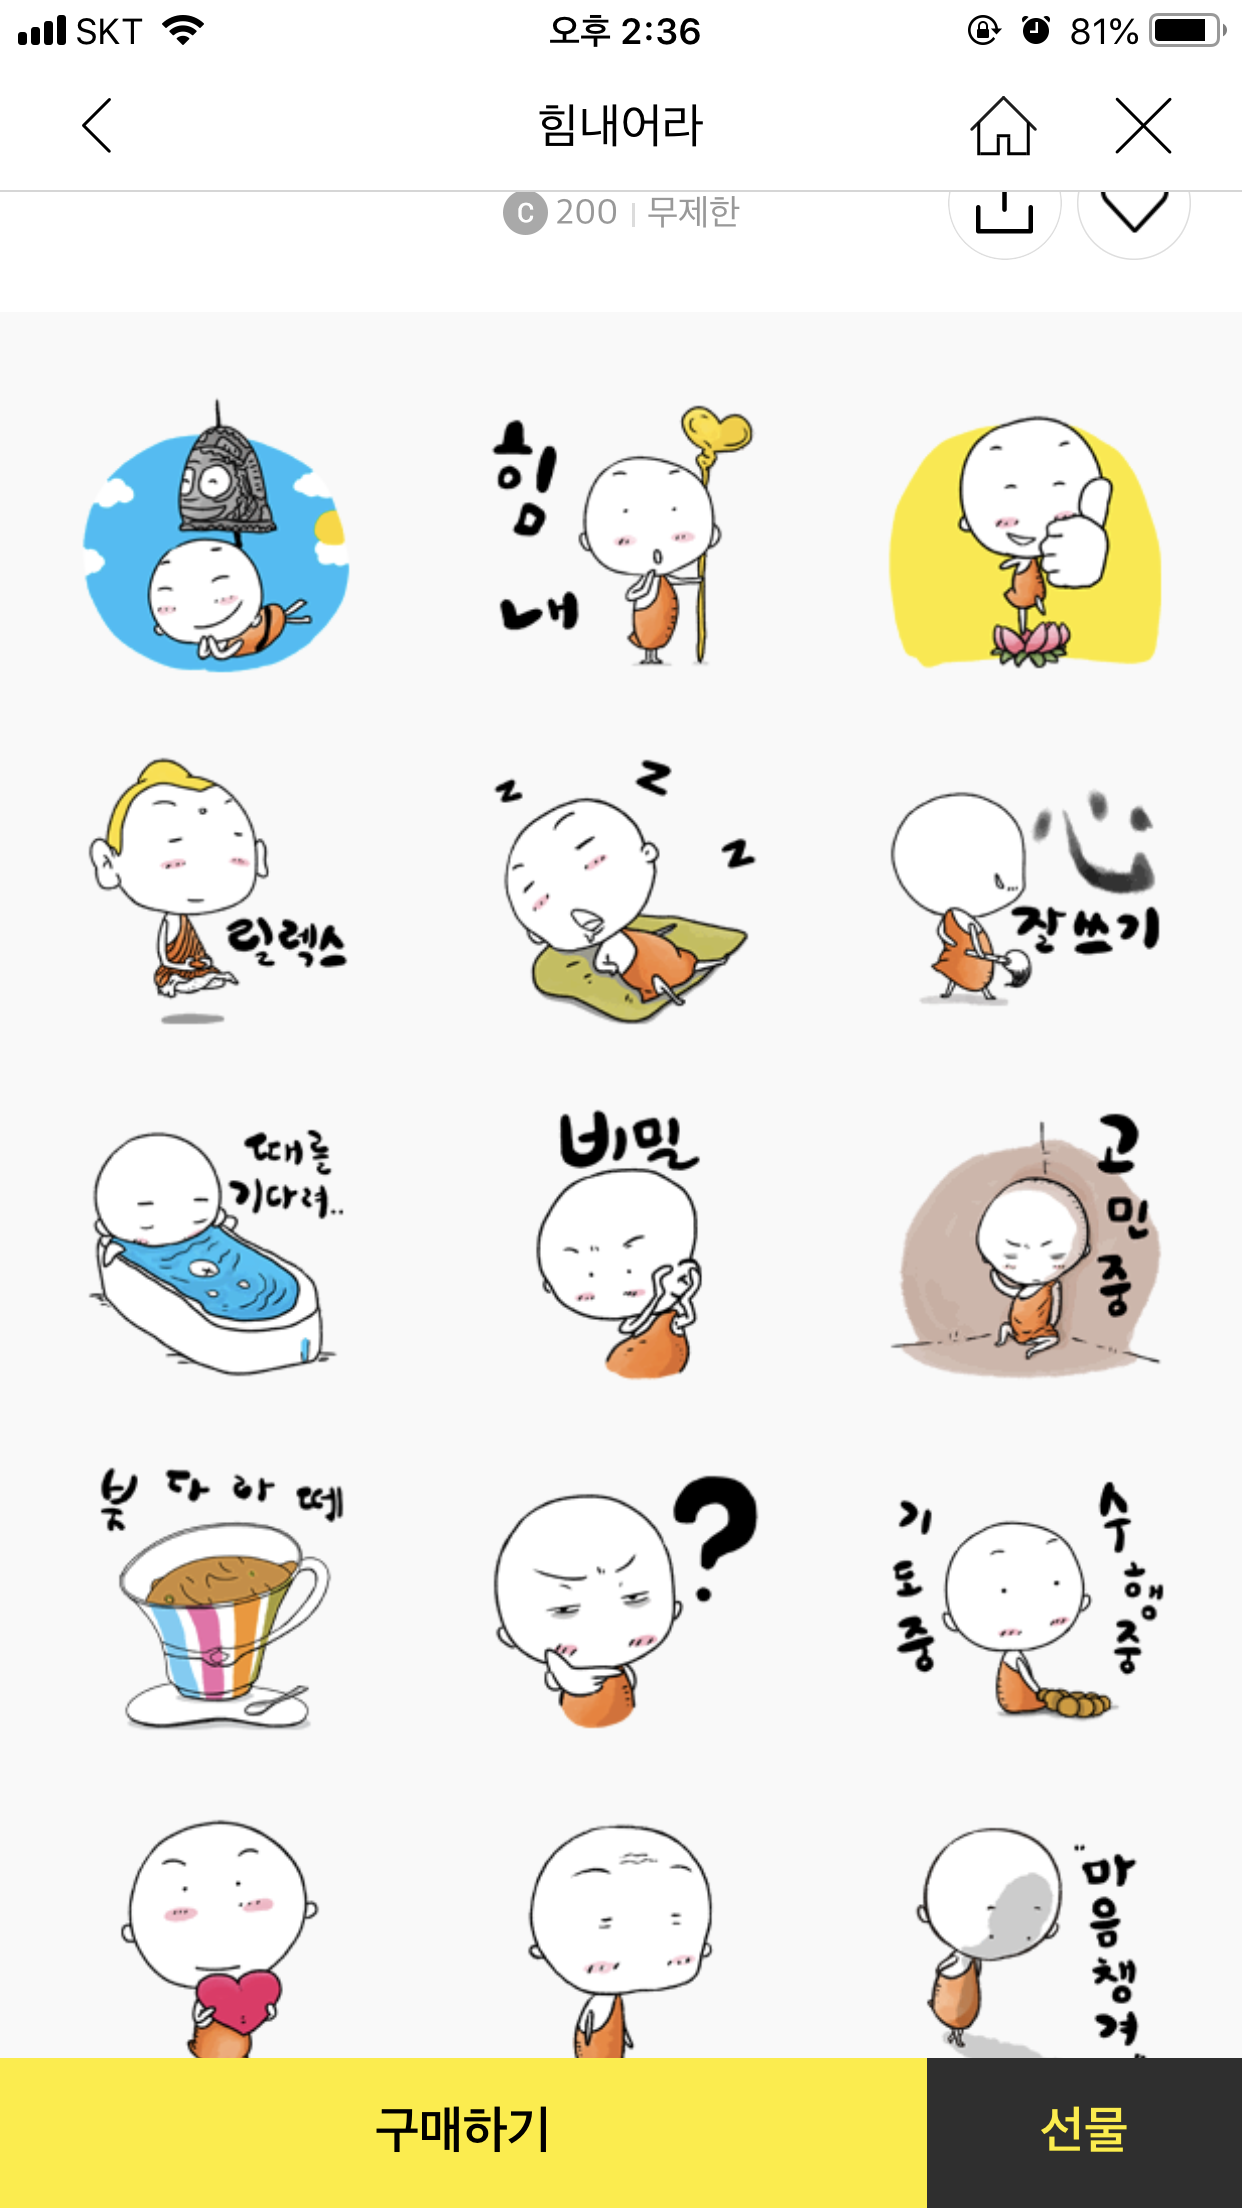 SKT 오후 2:36 81%
힘내어라
C 200 | 무제한
힘
내
릴렉스
z z z
心
잘쓰기
때를
기다려..
비밀
고
민
중
붓다라떼
?
기
도
중
수
행
중
"마
음
챙
겨"
구매하기
선물